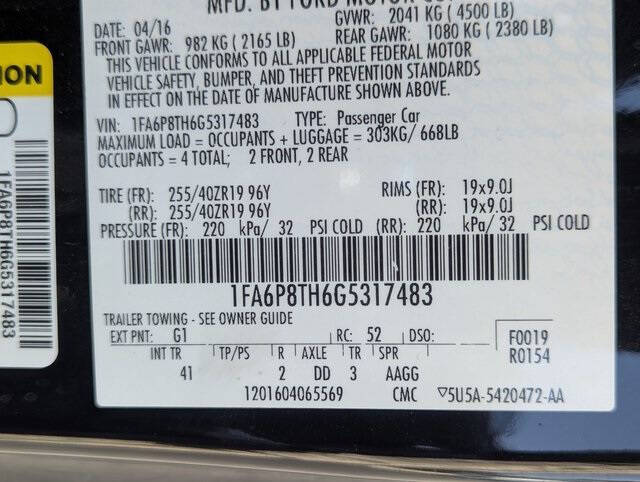 MFD. BY FORD MOTOR CO.
DATE: 04/16 GVWR: 2041 KG ( 4500 LB)
FRONT GAWR: 982 KG ( 2165 LB) REAR GAWR: 1080 KG ( 2380 LB)
THIS VEHICLE CONFORMS TO ALL APPLICABLE FEDERAL MOTOR
VEHICLE SAFETY, BUMPER, AND THEFT PREVENTION STANDARDS
IN EFFECT ON THE DATE OF MANUFACTURE SHOWN ABOVE.
VIN: 1FA6P8TH6G5317483 TYPE: Passenger Car
MAXIMUM LOAD = OCCUPANTS + LUGGAGE = 303KG/ 668LB
OCCUPANTS = 4 TOTAL; 2 FRONT, 2 REAR
TIRE (FR): 255/40ZR19 96Y RIMS (FR): 19x9.0J
(RR): 255/40ZR19 96Y (RR): 19x9.0J
PRESSURE (FR): 220 kPa/ 32 PSI COLD (RR): 220 kPa/ 32 PSI COLD
1FA6P8TH6G5317483
TRAILER TOWING - SEE OWNER GUIDE
EXT PNT: G1 RC: 52 DSO: F0019
R0154
INT TR TP/PS R AXLE TR SPR
41 2 DD 3 AAGG
1201604065569 CMC ▽5U5A-5420472-AA
ION
1FA6P8TH6G5317483